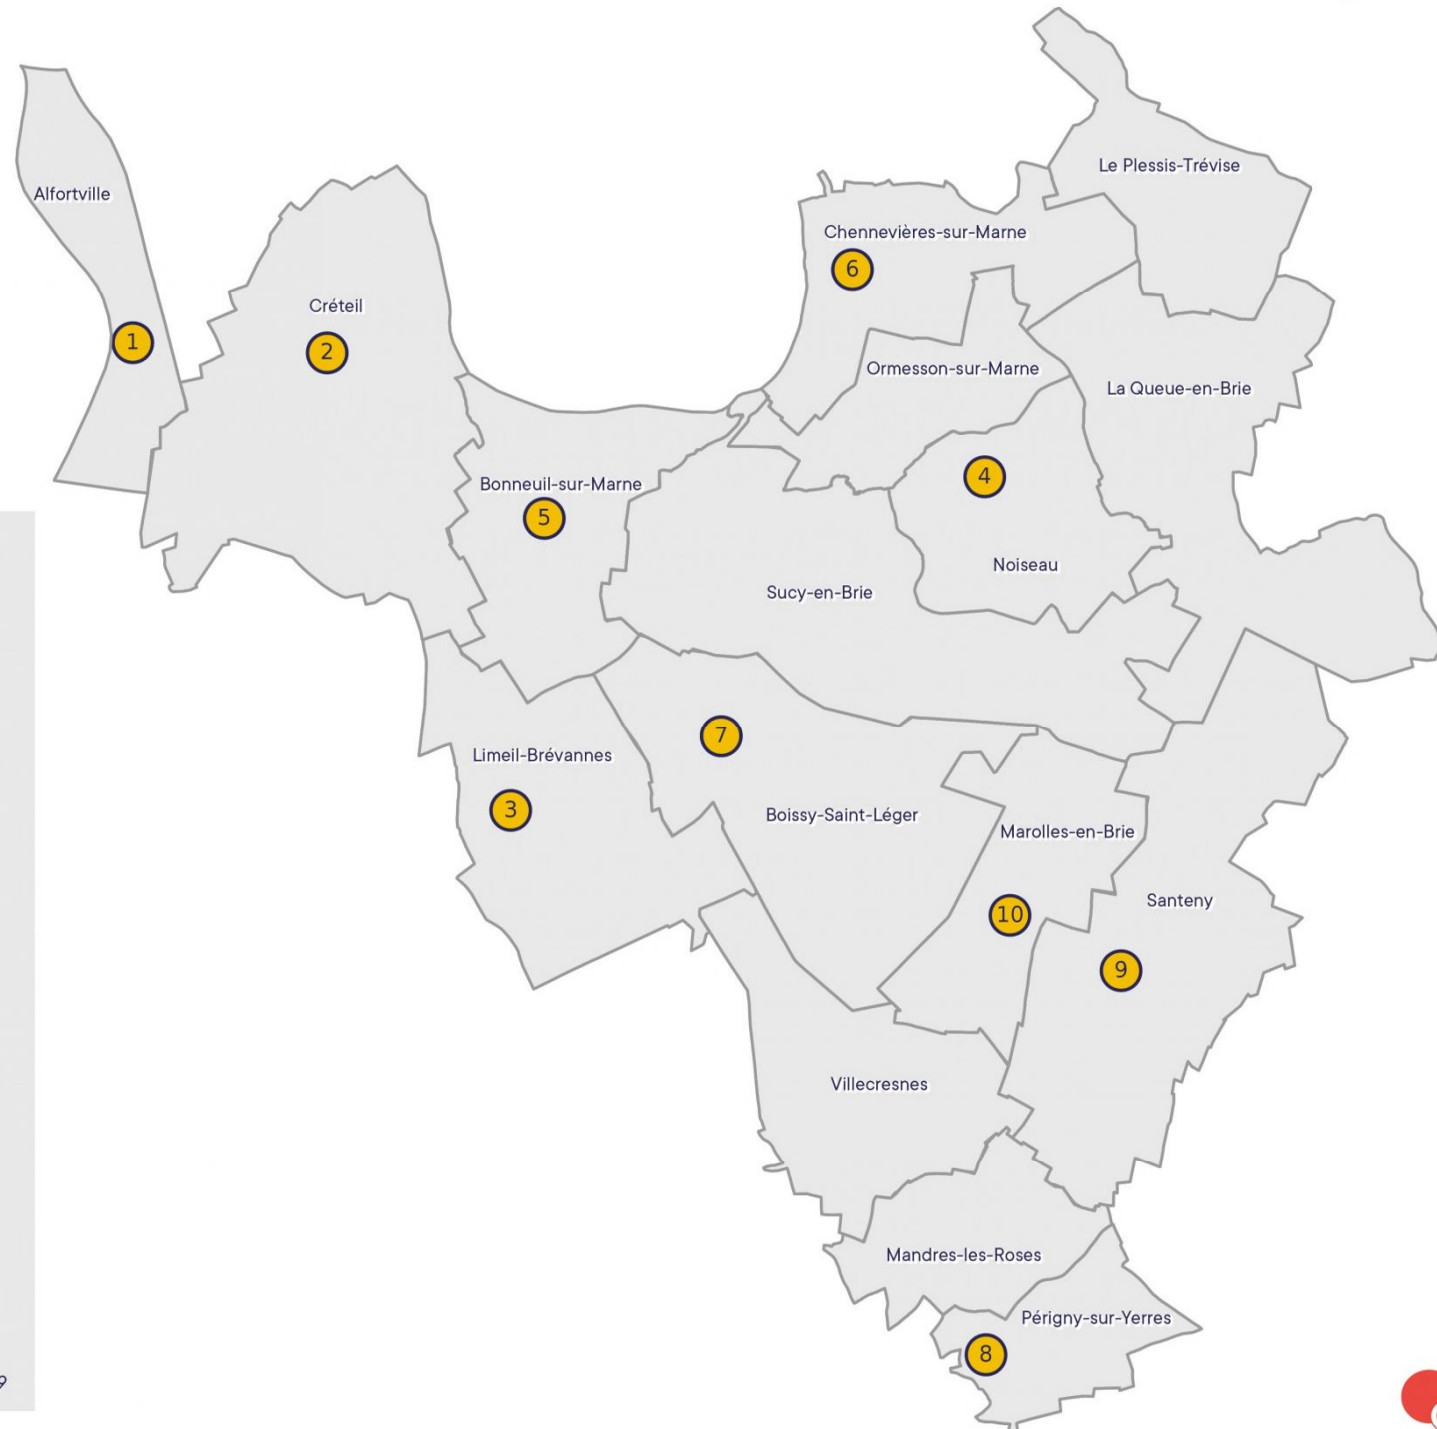 Le Plessis-Trévise
Alfortville
Chennevières-sur-Marne
6
Créteil
1
2
Ormesson-sur-Marne
La Queue-en-Brie
4
Bonneuil-sur-Marne
5
Noiseau
Sucy-en-Brie
7
Limeil-Brévannes
3
Boissy-Saint-Léger
Marolles-en-Brie
Santeny
10
9
Villecresnes
Mandres-les-Roses
Périgny-sur-Yerres
8
9